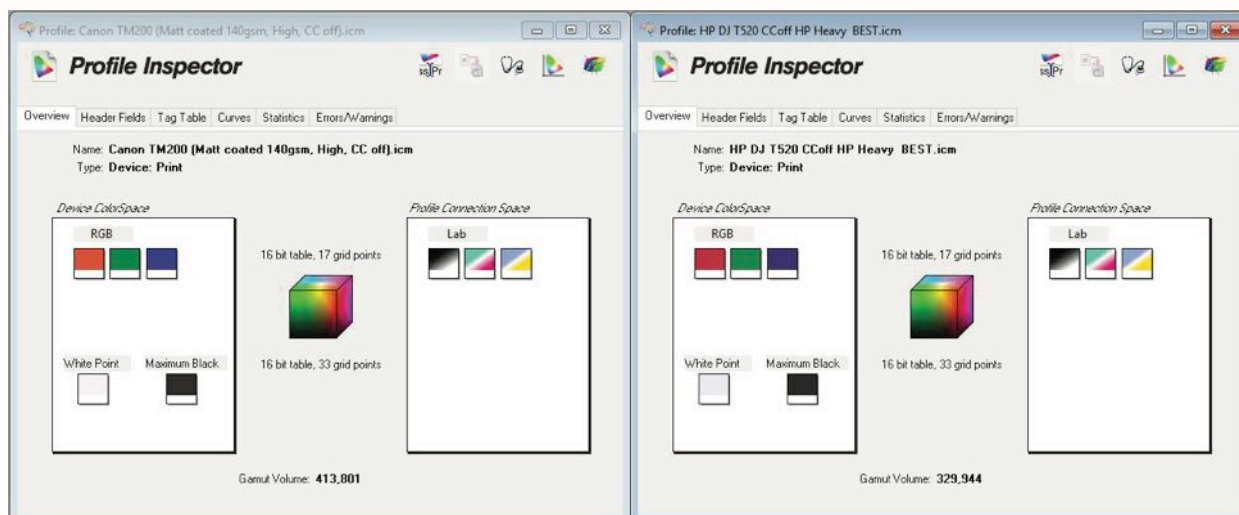 Profile: Canon TM200 (Matt coated 140gsm, High, CC off).icm
Profile Inspector
Overview Header Fields Tag Table Curves Statistics Errors/Warnings
Name: Canon TM200 (Matt coated 140gsm, High, CC off).icm
Type: Device: Print
Device ColorSpace
Profile Connection Space
RGB
Lab
16 bit table, 17 grid points
White Point
Maximum Black
16 bit table, 33 grid points
Gamut Volume: 413,801
Profile: HP DJ T520 CCoff HP Heavy BEST.icm
Profile Inspector
Overview Header Fields Tag Table Curves Statistics Errors/Warnings
Name: HP DJ T520 CCoff HP Heavy BEST.icm
Type: Device: Print
Device ColorSpace
Profile Connection Space
RGB
Lab
16 bit table, 17 grid points
White Point
Maximum Black
16 bit table, 33 grid points
Gamut Volume: 329,944